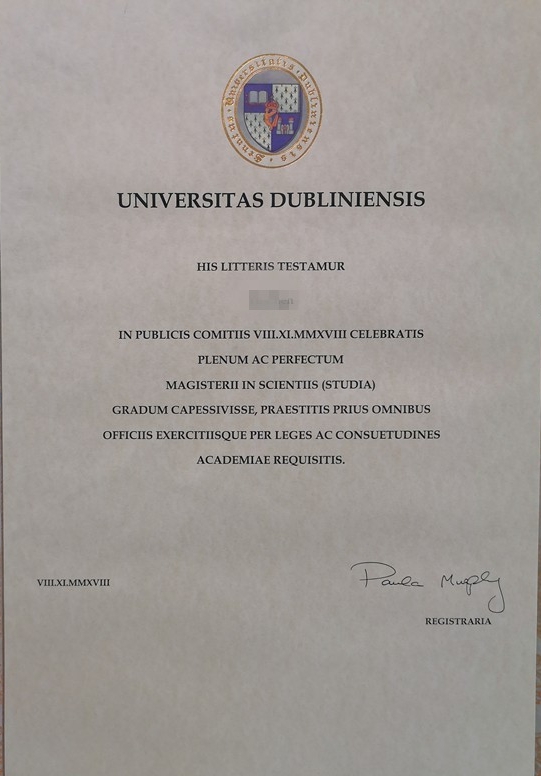 Universitatis Dubliniensis
UNIVERSITAS DUBLINIENSIS
HIS LITTERIS TESTAMUR
IN PUBLICIS COMITIIS VIII.XI.MMXVIII CELEBRATIS
PLENUM AC PERFECTUM
MAGISTERII IN SCIENTIIS (STUDIA)
GRADUM CAPESSIVISSE, PRAESTITIS PRIUS OMNIBUS
OFFICIIS EXERCITIISQUE PER LEGES AC CONSUETUDINES
ACADEMIAE REQUISITIS.
VIII.XI.MMXVIII
Paula Murphy
REGISTRARIA